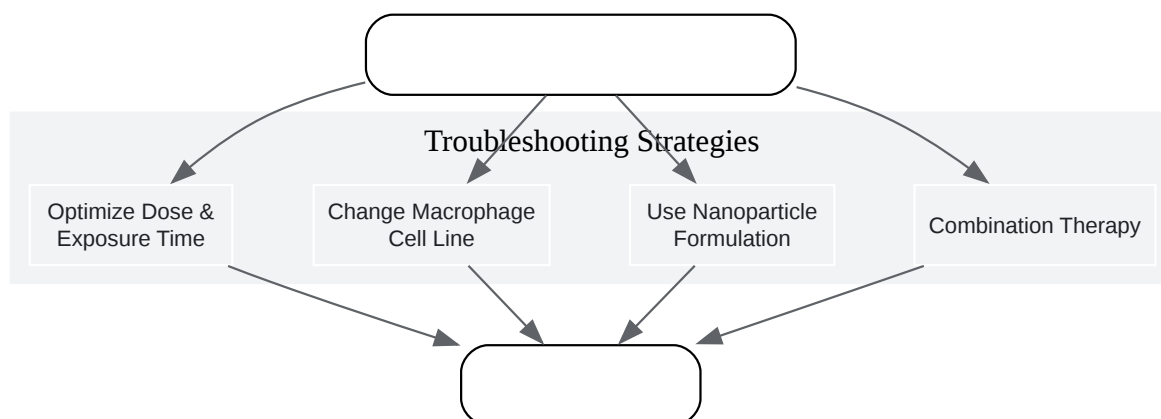 Troubleshooting Strategies
Optimize Dose &
Exposure Time
Change Macrophage
Cell Line
Use Nanoparticle
Formulation
Combination Therapy